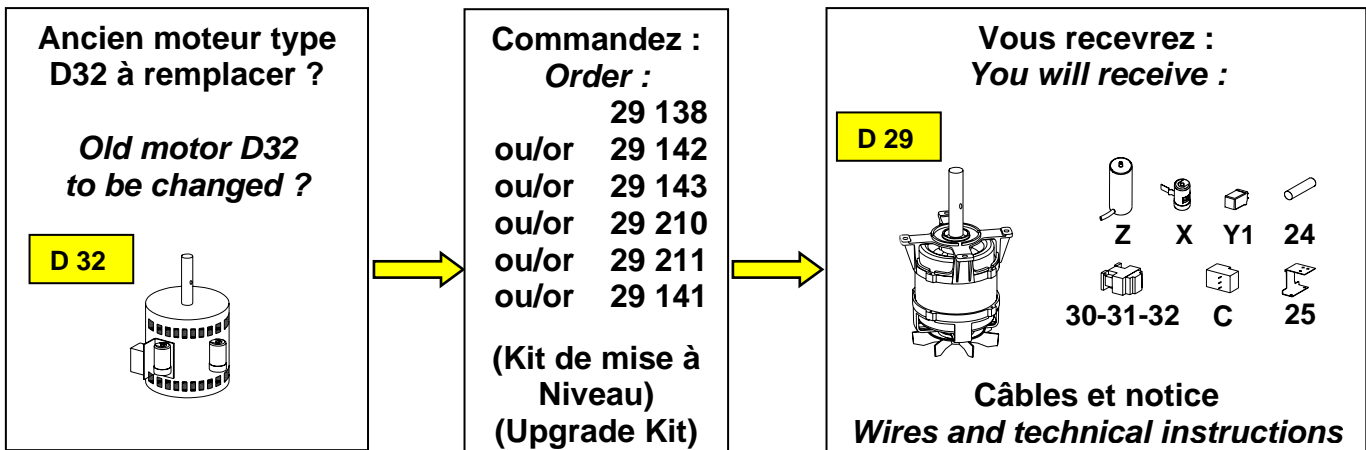 Ancien moteur type
D32 à remplacer ?
Old motor D32
to be changed ?
D 32
Commandez :
Order :
29 138
ou/or 29 142
ou/or 29 143
ou/or 29 210
ou/or 29 211
ou/or 29 141
(Kit de mise à
Niveau)
(Upgrade Kit)
Vous recevrez :
You will receive :
D 29
Z X Y1 24
30-31-32 C 25
Câbles et notice
Wires and technical instructions